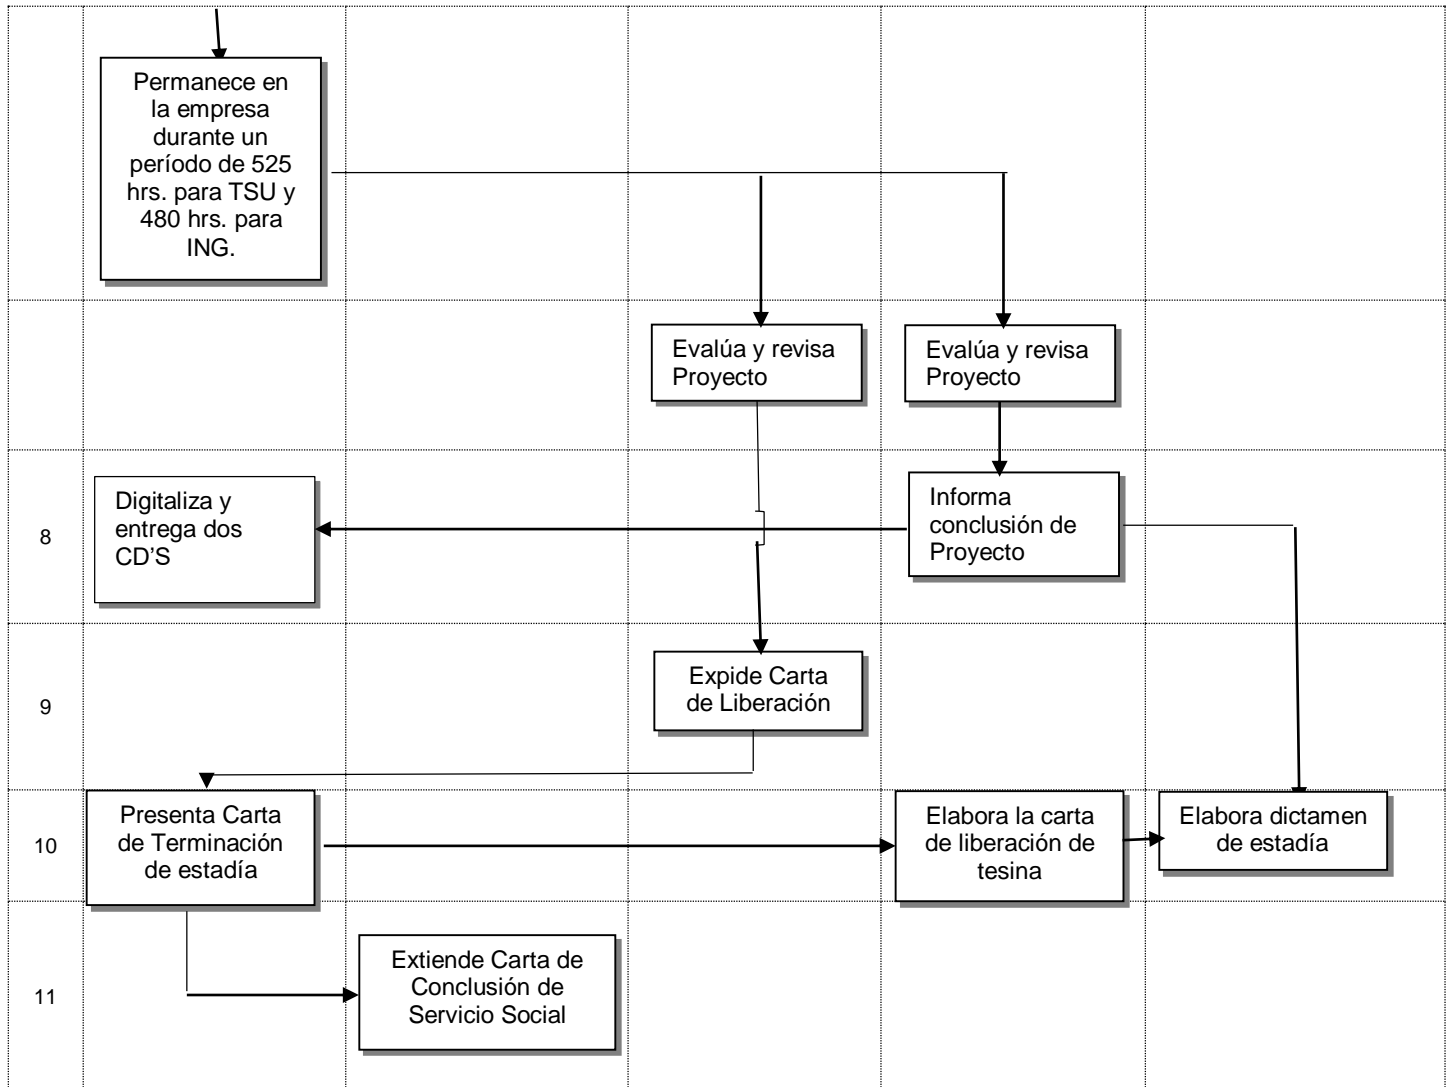 Permanece en
la empresa
durante un
período de 525
hrs. para TSU y
480 hrs. para
ING.
Evalúa y revisa
Proyecto
Evalúa y revisa
Proyecto
8
Digitaliza y
entrega dos
CD’S
Informa
conclusión de
Proyecto
9
Expide Carta
de Liberación
10
Presenta Carta
de Terminación
de estadía
Elabora la carta
de liberación de
tesina
Elabora dictamen
de estadía
11
Extiende Carta de
Conclusión de
Servicio Social